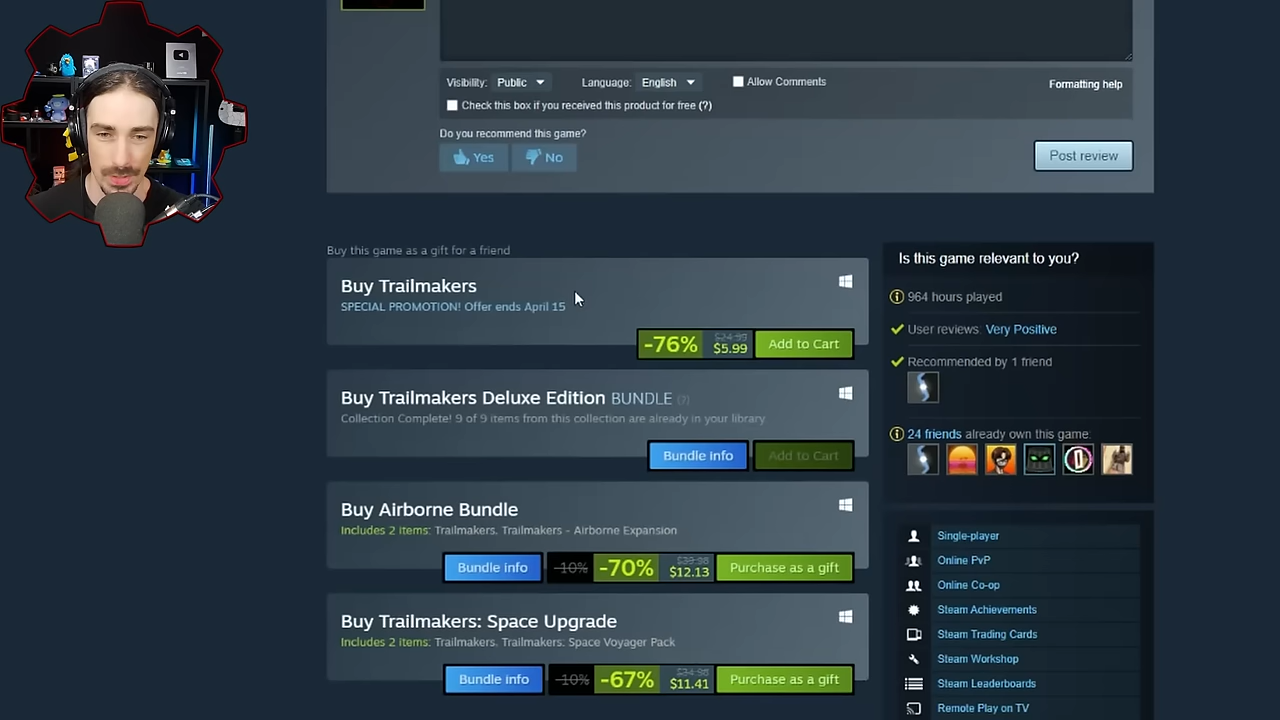 Visibility: Public Language: English Allow Comments Formatting help
Check this box if you received this product for free (?)
Do you recommend this game?
Yes No Post review
Buy this game as a gift for a friend
Buy Trailmakers
SPECIAL PROMOTION! Offer ends April 15
-76% $24.99 $5.99 Add to Cart
Buy Trailmakers Deluxe Edition BUNDLE (?)
Collection Complete! 9 of 9 items from this collection are already in your library
Bundle info Add to Cart
Buy Airborne Bundle
Includes 2 items: Trailmakers, Trailmakers - Airborne Expansion
Bundle info -10% -70% $39.98 $12.13 Purchase as a gift
Buy Trailmakers: Space Upgrade
Includes 2 items: Trailmakers, Trailmakers: Space Voyager Pack
Bundle info -10% -67% $34.98 $11.41 Purchase as a gift
Is this game relevant to you?
964 hours played
User reviews: Very Positive
Recommended by 1 friend
24 friends already own this game:
Single-player
Online PvP
Online Co-op
Steam Achievements
Steam Trading Cards
Steam Workshop
Steam Leaderboards
Remote Play on TV